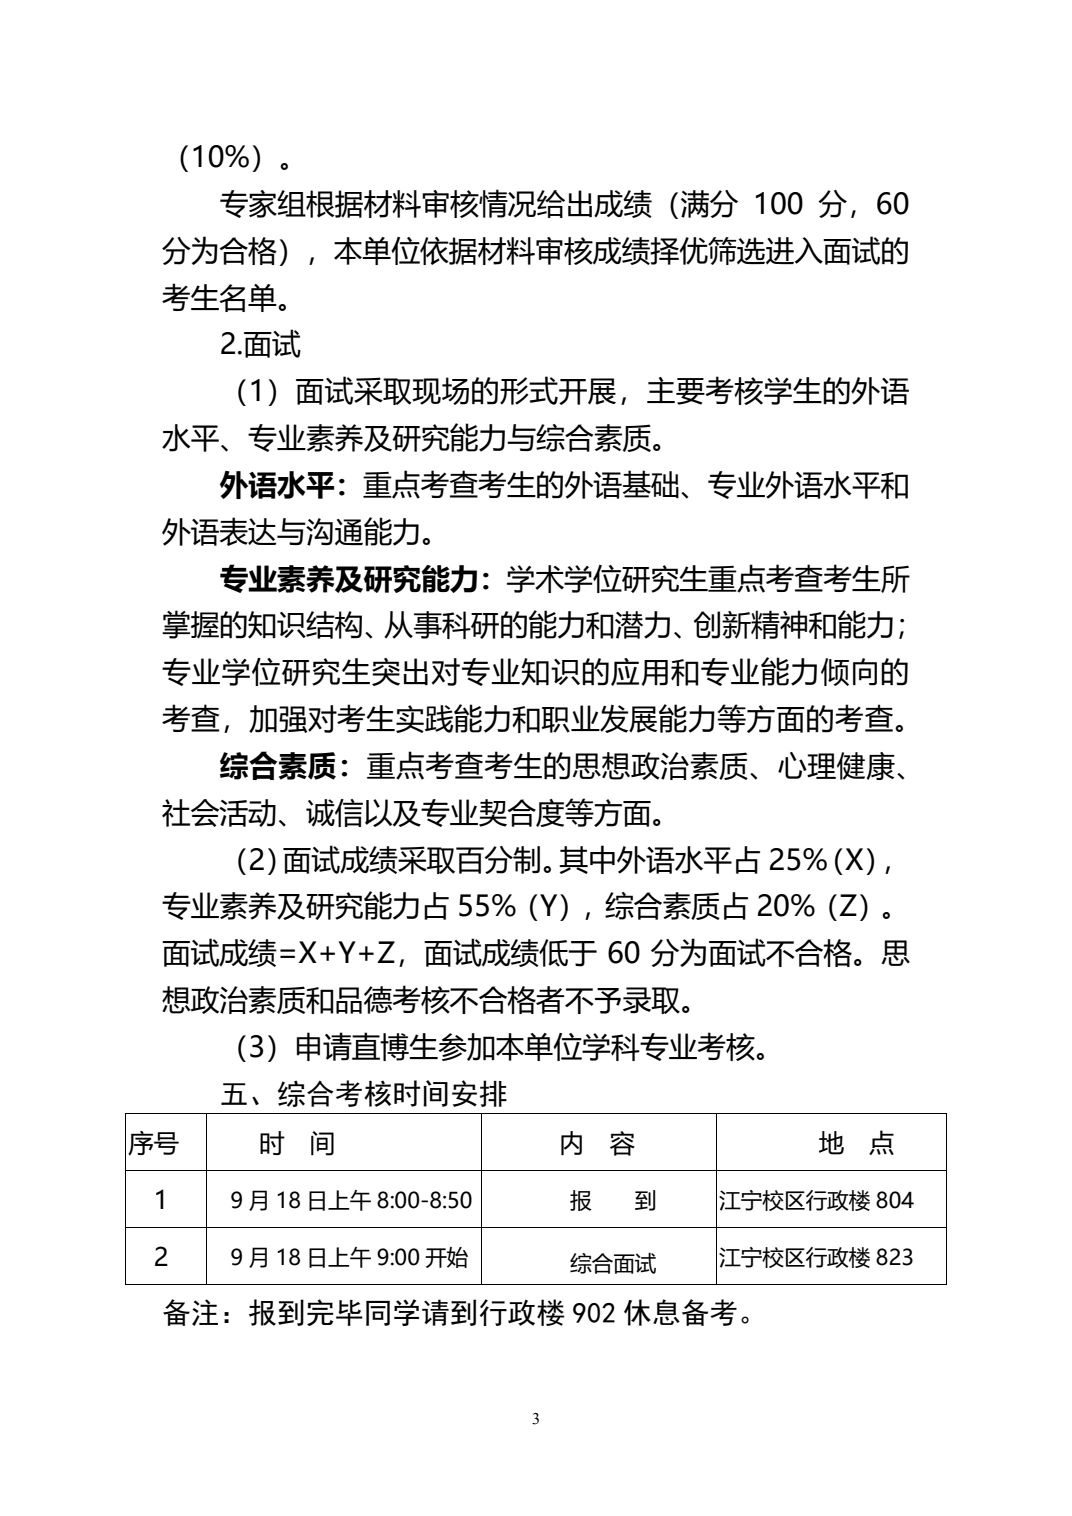 （10%）。
专家组根据材料审核情况给出成绩（满分 100 分，60
分为合格），本单位依据材料审核成绩择优筛选进入面试的
考生名单。
2.面试
（1）面试采取现场的形式开展，主要考核学生的外语
水平、专业素养及研究能力与综合素质。
外语水平：重点考查考生的外语基础、专业外语水平和
外语表达与沟通能力。
专业素养及研究能力：学术学位研究生重点考查考生所
掌握的知识结构、从事科研的能力和潜力、创新精神和能力；
专业学位研究生突出对专业知识的应用和专业能力倾向的
考查，加强对考生实践能力和职业发展能力等方面的考查。
综合素质：重点考查考生的思想政治素质、心理健康、
社会活动、诚信以及专业契合度等方面。
（2）面试成绩采取百分制。其中外语水平占 25%（X），
专业素养及研究能力占 55%（Y），综合素质占 20%（Z）。
面试成绩=X+Y+Z，面试成绩低于 60 分为面试不合格。思
想政治素质和品德考核不合格者不予录取。
（3）申请直博生参加本单位学科专业考核。
五、综合考核时间安排
序号 时 间 内 容 地 点
1 9 月 18 日上午 8:00-8:50 报 到 江宁校区行政楼 804
2 9 月 18 日上午 9:00 开始 综合面试 江宁校区行政楼 823
备注：报到完毕同学请到行政楼 902 休息备考。
3